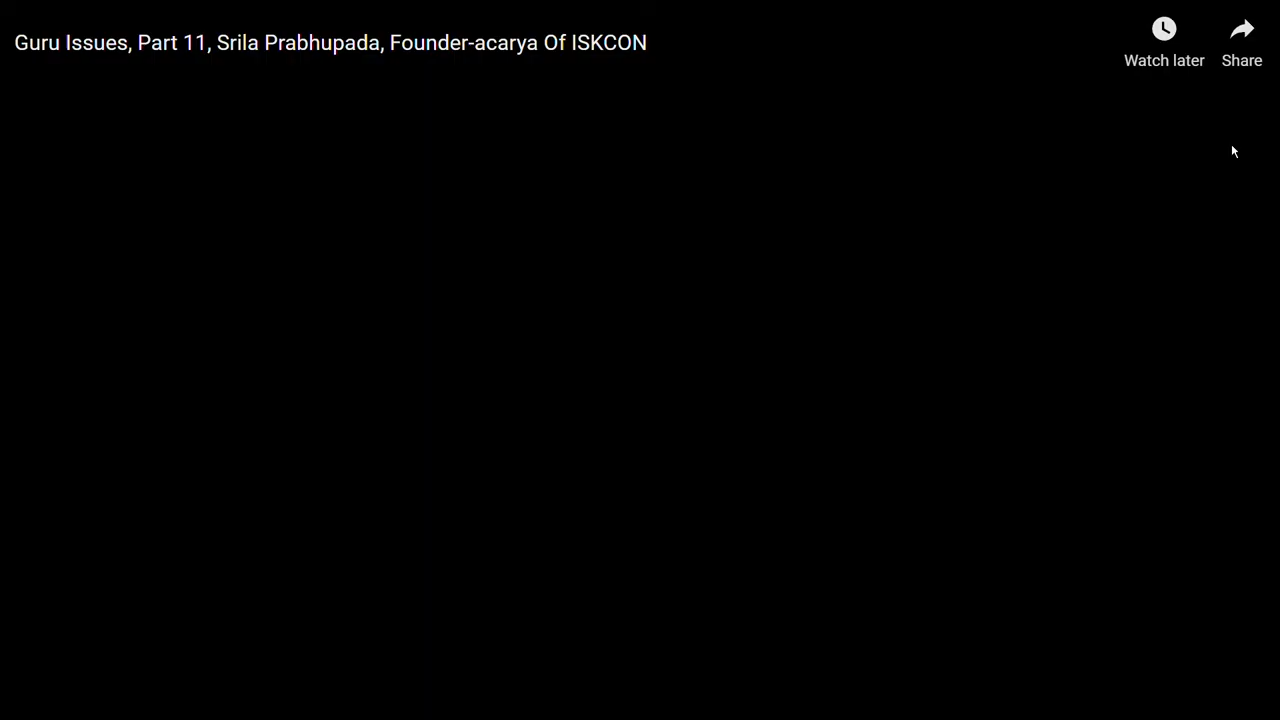 Guru Issues, Part 11, Srila Prabhupada, Founder-acarya Of ISKCON
Watch later
Share